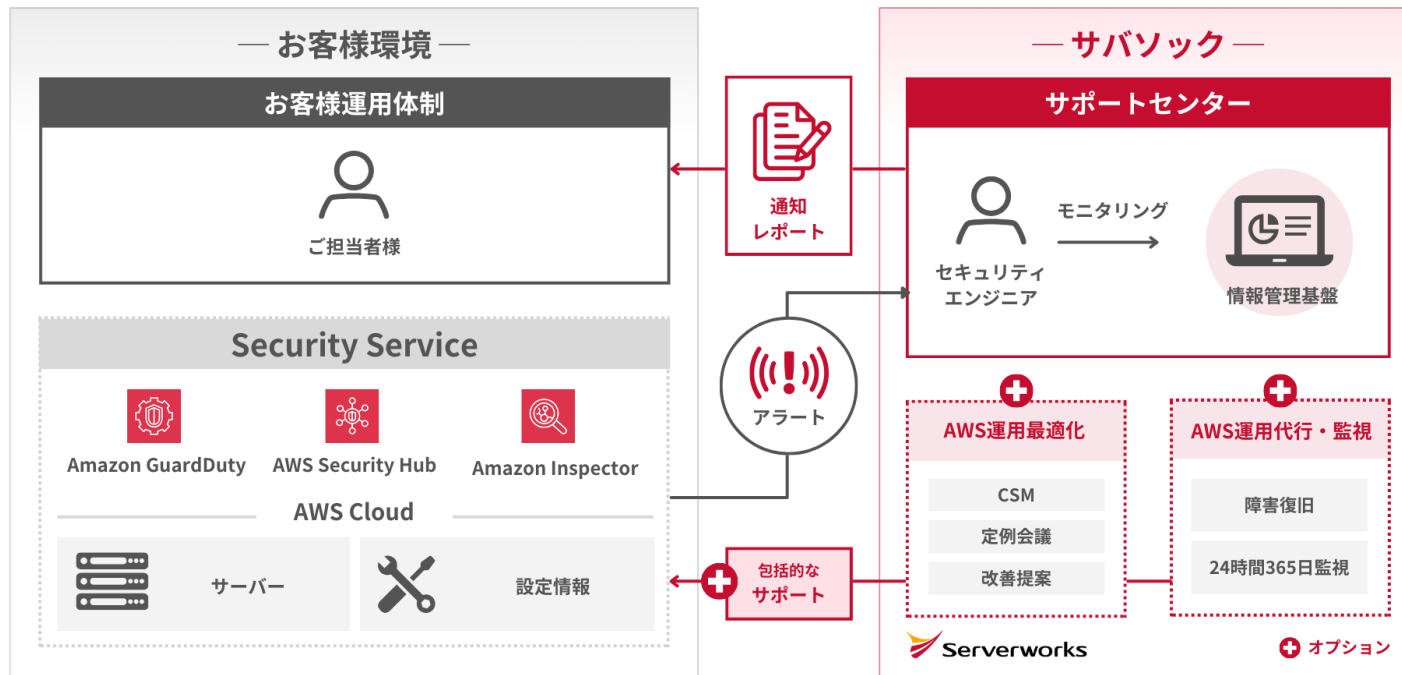 お客様環境
お客様運用体制
ご担当者様
Security Service
Amazon GuardDuty
AWS Security Hub
Amazon Inspector
AWS Cloud
サーバー
設定情報
通知
レポート
アラート
包括的な
サポート
サバソック
サポートセンター
セキュリティ
エンジニア
モニタリング
情報管理基盤
AWS運用最適化
CSM
定例会議
改善提案
AWS運用代行・監視
障害復旧
24時間365日監視
Serverworks
オプション